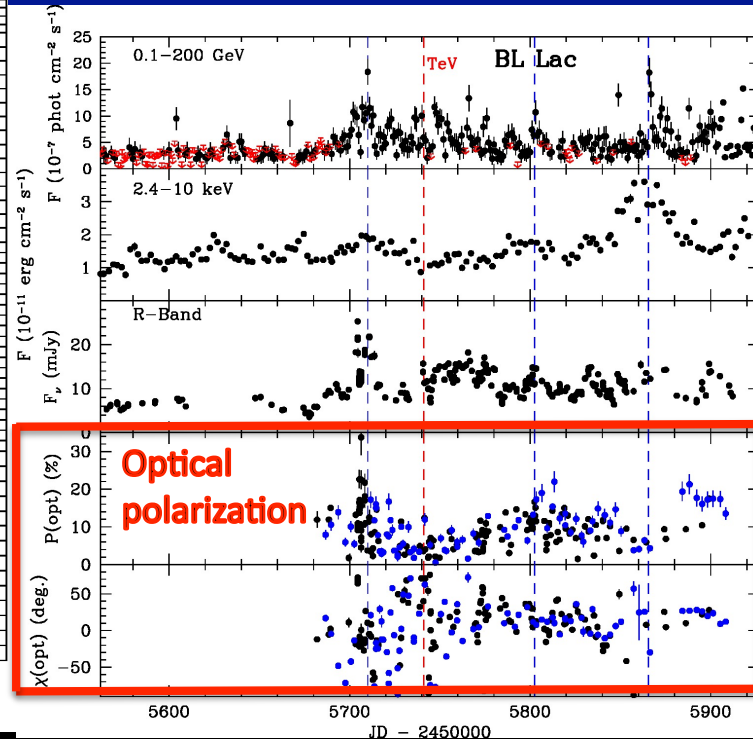 F (10⁻⁷ phot cm⁻² s⁻¹)
25
20
15
10
5
0
0.1−200 GeV
TeV
BL Lac
F (10⁻¹¹ erg cm⁻² s⁻¹)
3
2
1
2.4−10 keV
Fν (mJy)
20
10
0
R-Band
P(opt) (%)
30
20
10
0
Optical
polarization
χ(opt) (deg.)
50
0
−50
5600
5700
5800
5900
JD − 2450000